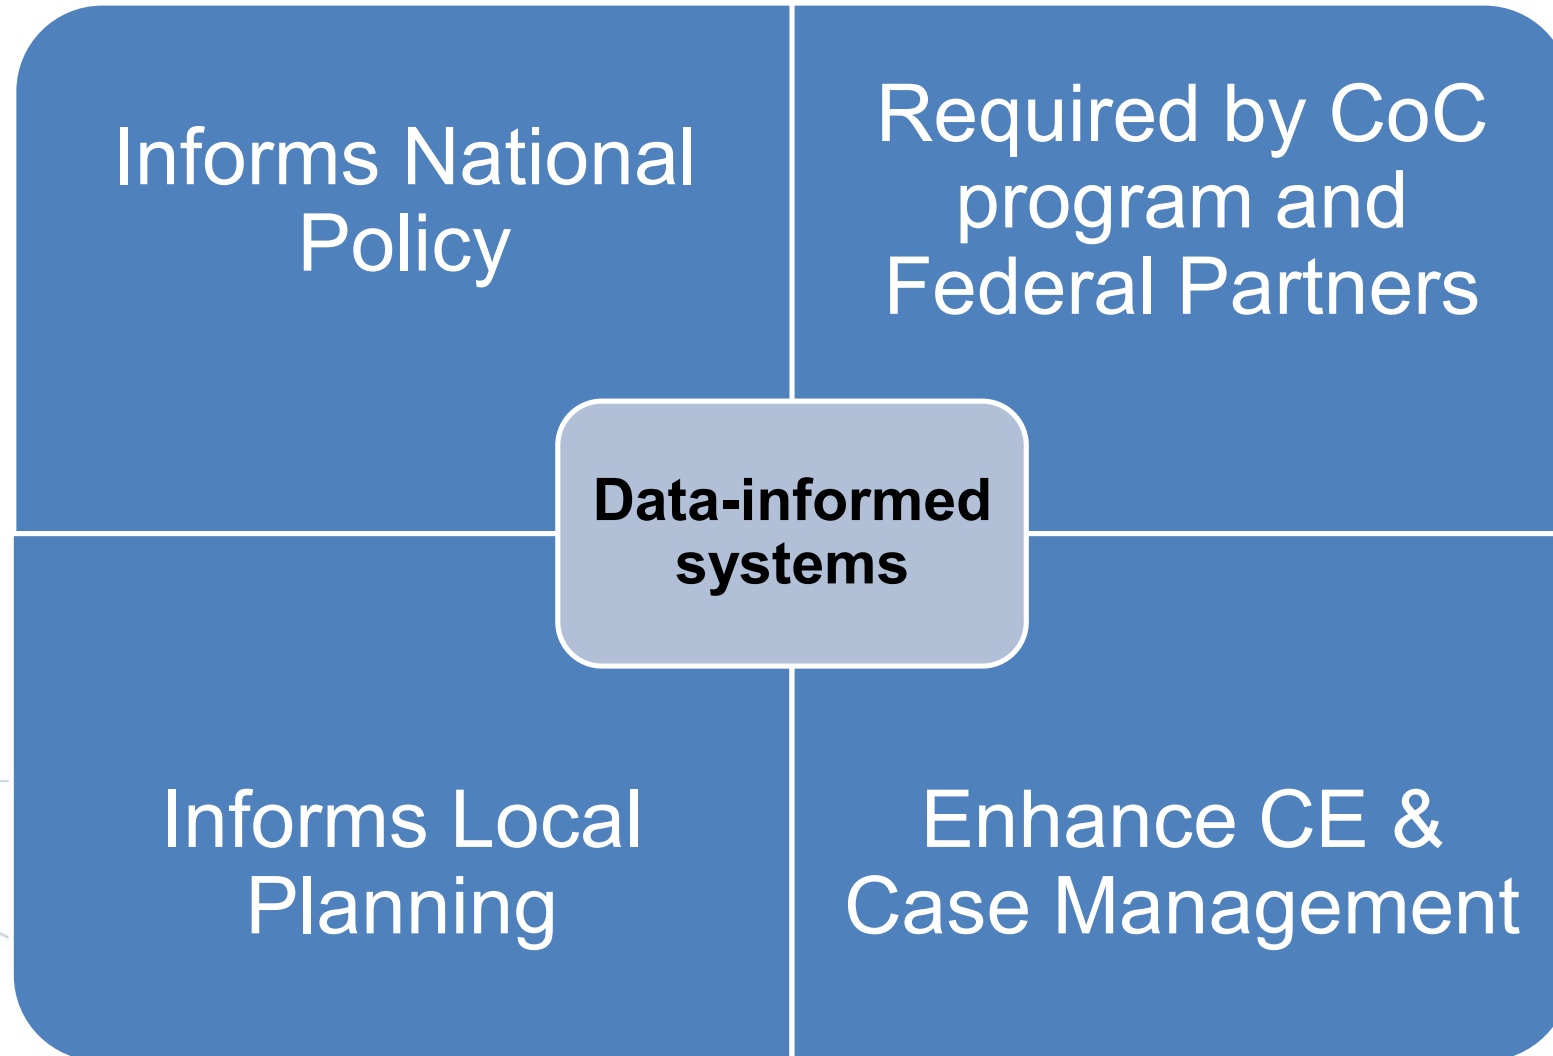 Informs National
Policy
Required by CoC
program and
Federal Partners
Data-informed
systems
Informs Local
Planning
Enhance CE &
Case Management